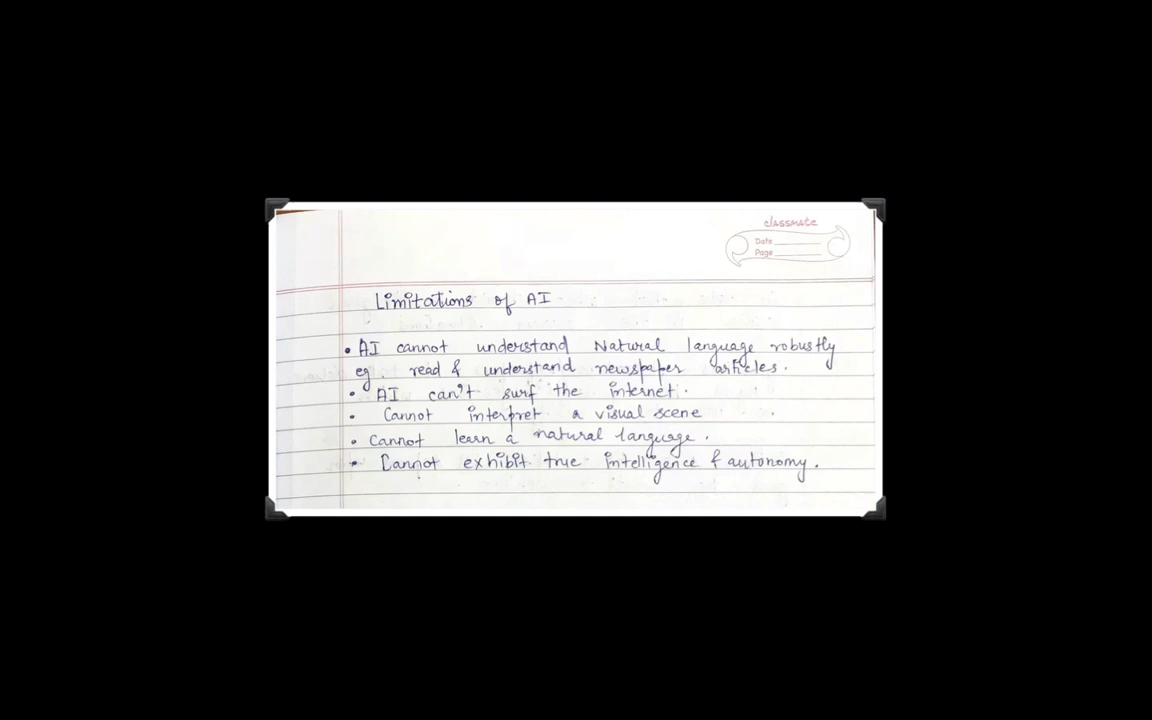 classmate
Date
Page
Limitations of AI
• AI cannot understand Natural language robustly
eg. read & understand newspaper articles.
• AI can't surf the internet.
• Cannot interpret a visual scene
• Cannot learn a natural language.
• Cannot exhibit true intelligence & autonomy.